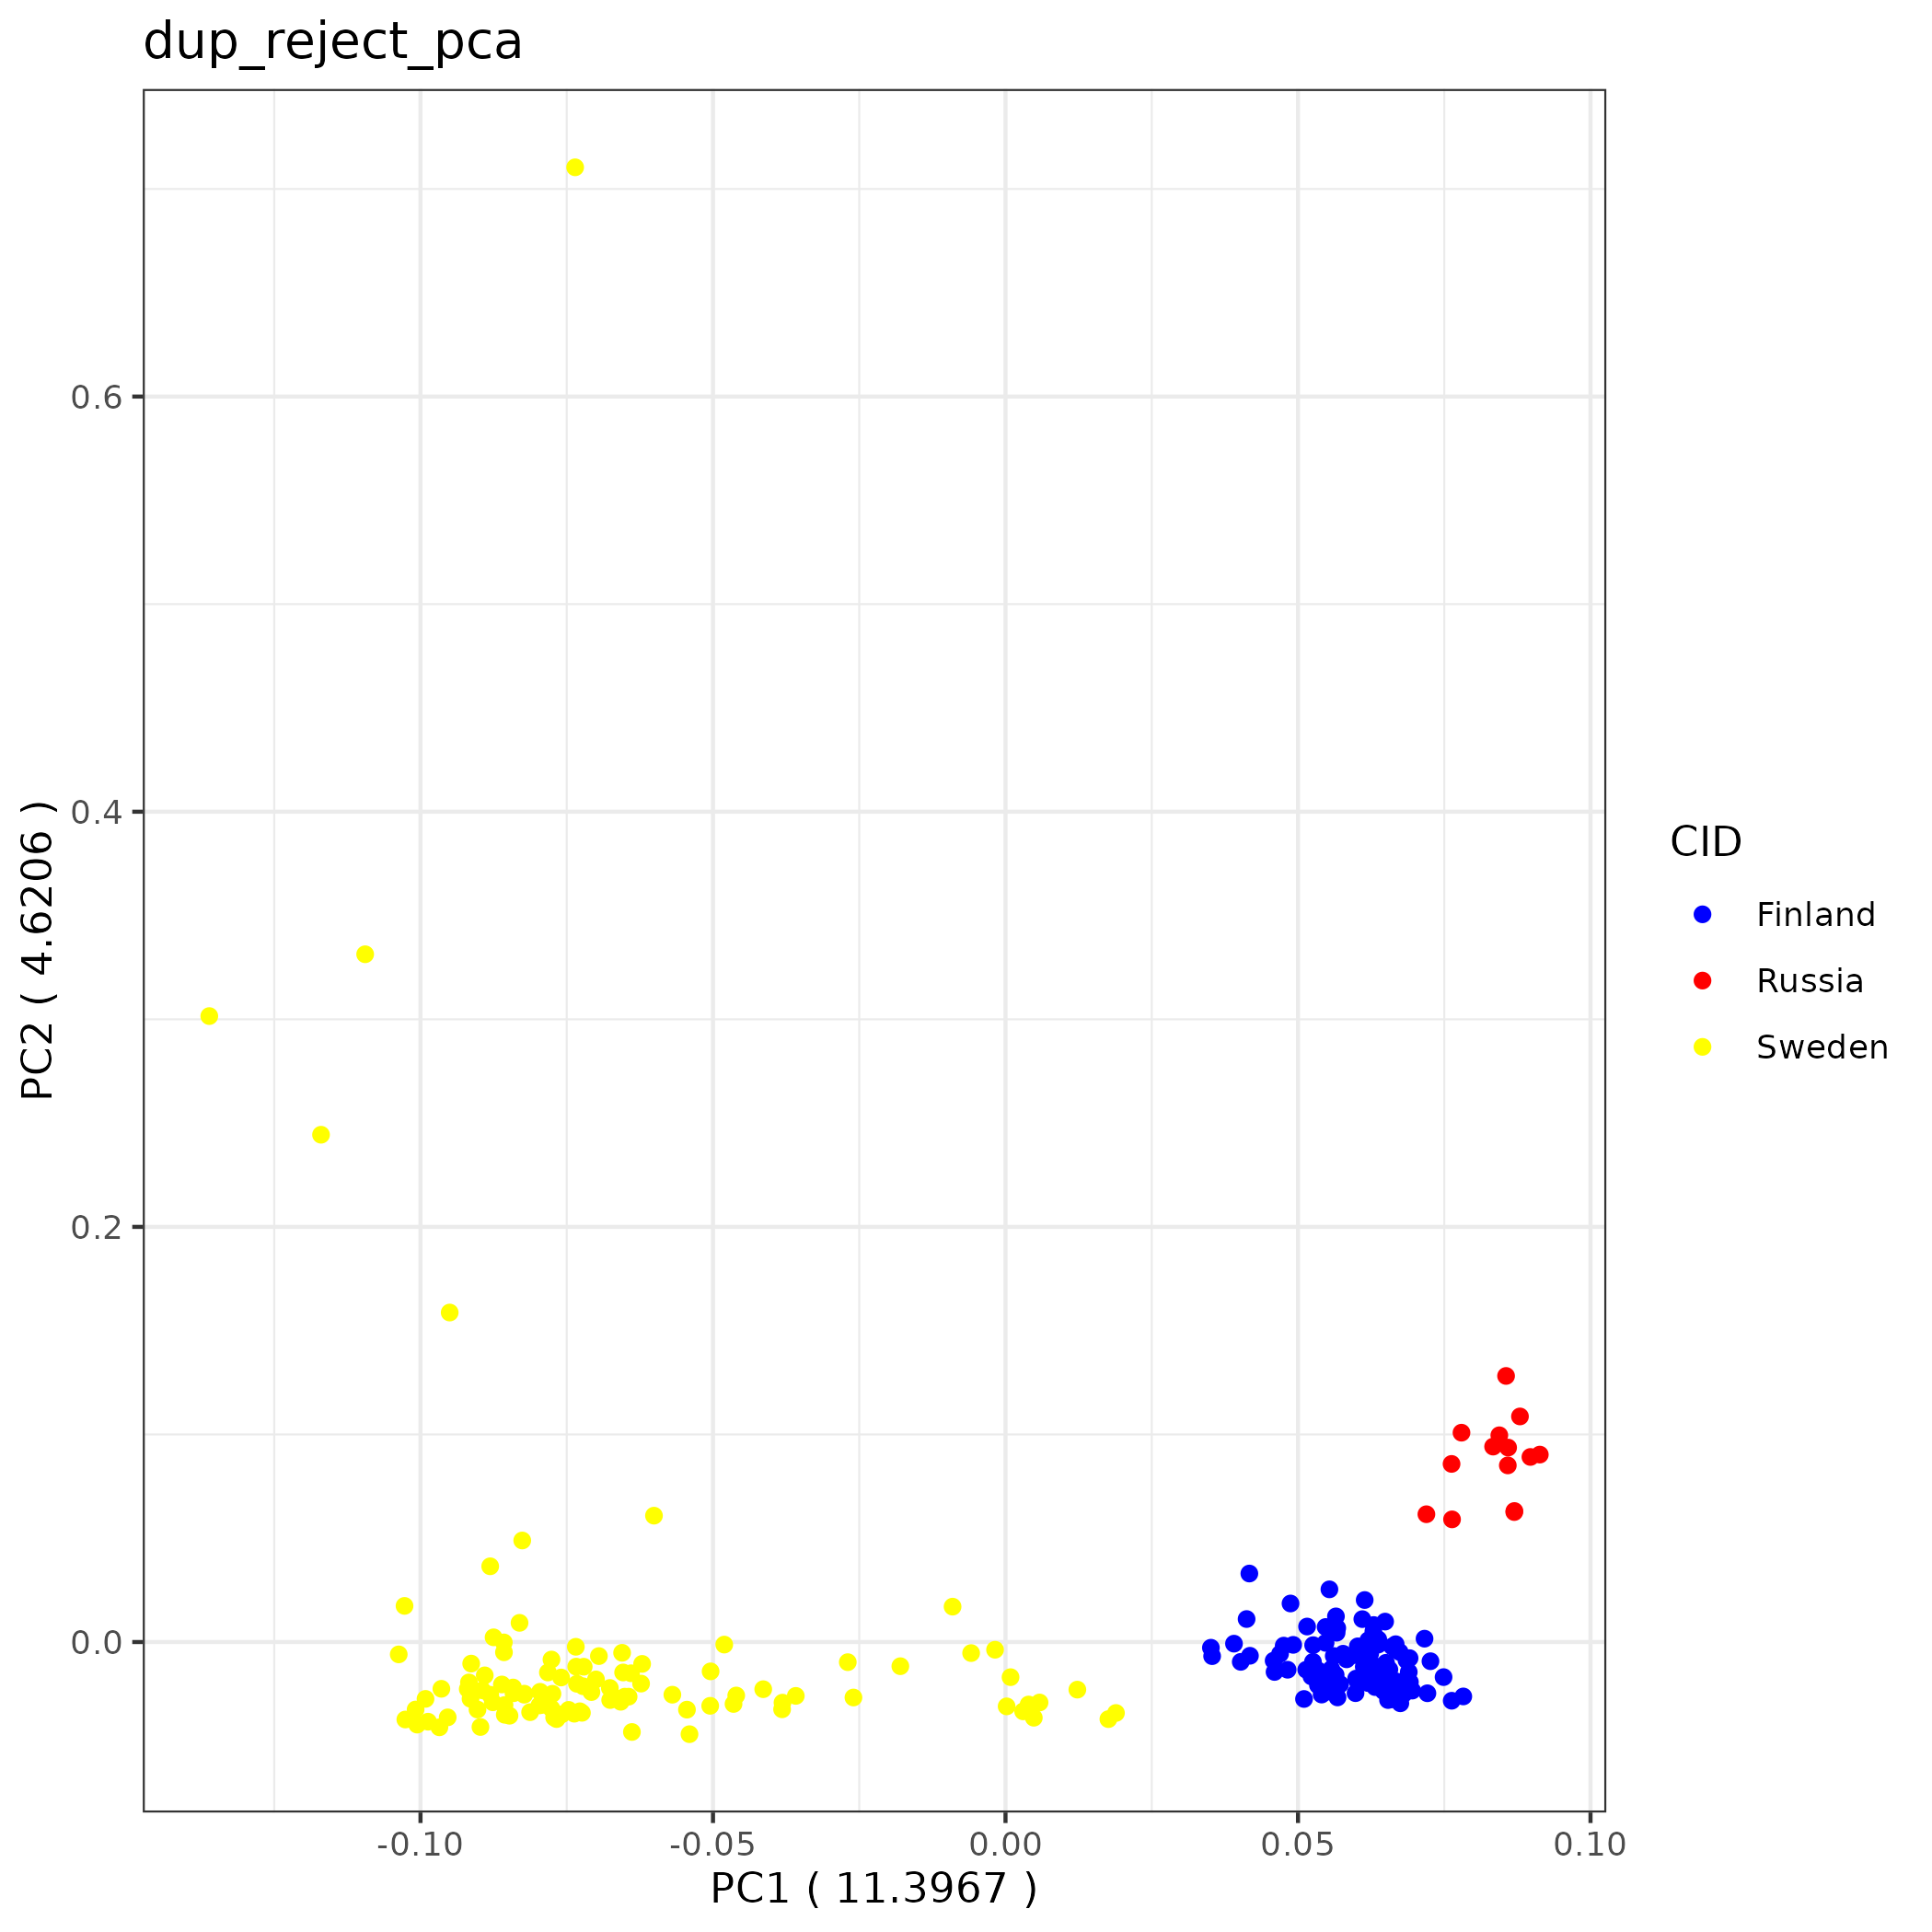 dup_reject_pca
0.6
0.4
0.2
0.0
PC2 ( 4.6206 )
-0.10
-0.05
0.00
0.05
0.10
PC1 ( 11.3967 )
CID
Finland
Russia
Sweden